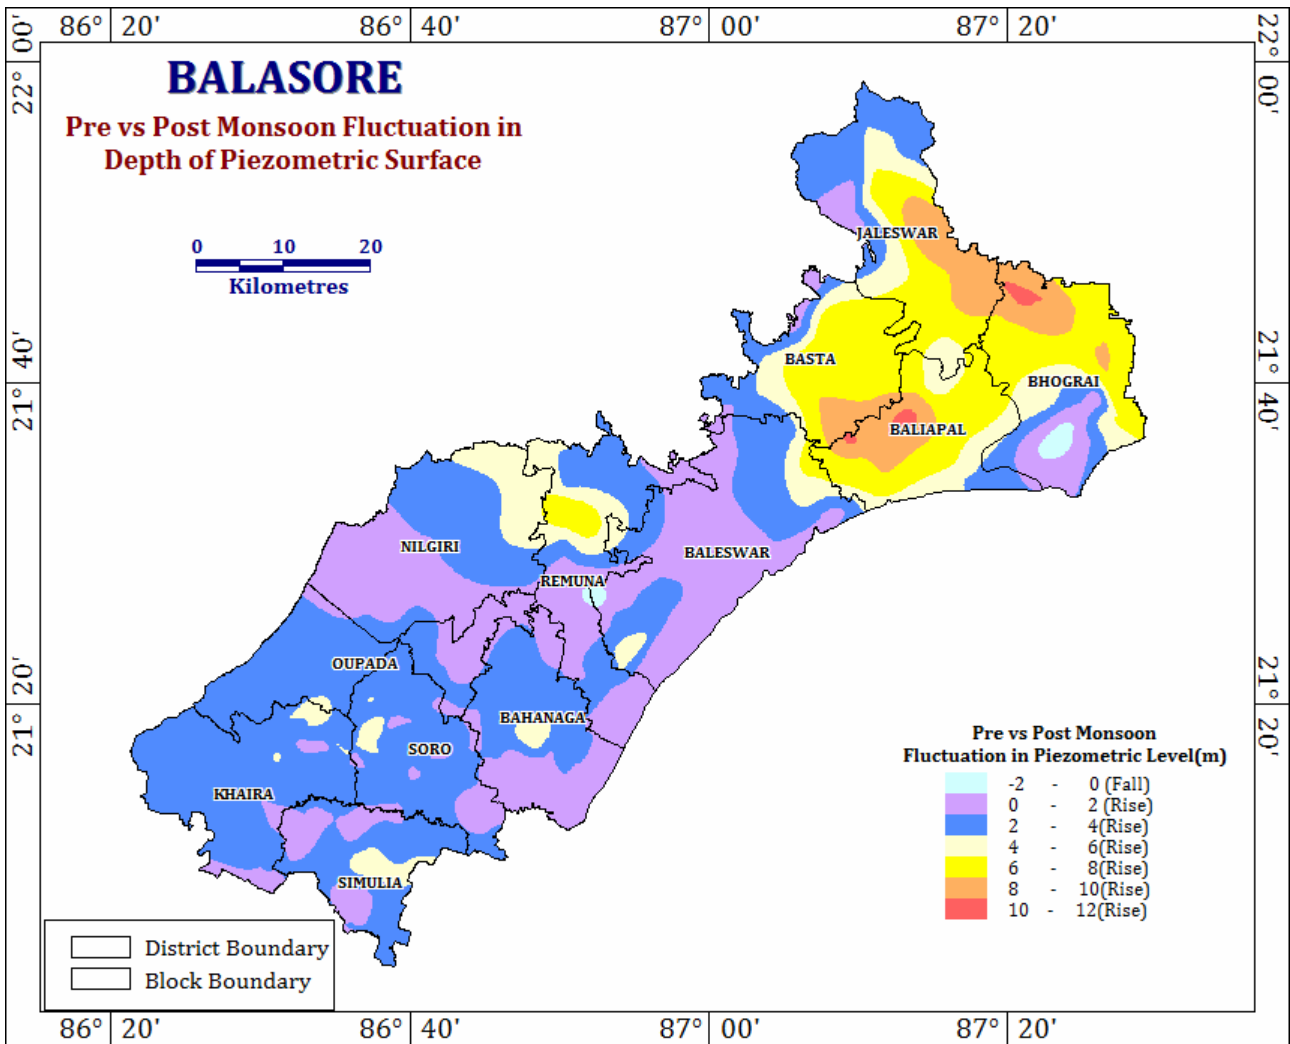 86° 20' 86° 40' 87° 00' 87° 20'
22° 00'
22° 00'
BALASORE
Pre vs Post Monsoon Fluctuation in
Depth of Piezometric Surface
0 10 20
Kilometres
JALESWAR
21° 40'
21° 40'
BASTA
BHOGRAI
BALIAPAL
NILGIRI
BALESWAR
REMUNA
OUPADA
21° 20'
21° 20'
BAHANAGA
SORO
KHAIRA
SIMULIA
Pre vs Post Monsoon
Fluctuation in Piezometric Level(m)
-2 - 0 (Fall)
0 - 2 (Rise)
2 - 4(Rise)
4 - 6(Rise)
6 - 8(Rise)
8 - 10(Rise)
10 - 12(Rise)
District Boundary
Block Boundary
86° 20' 86° 40' 87° 00' 87° 20'